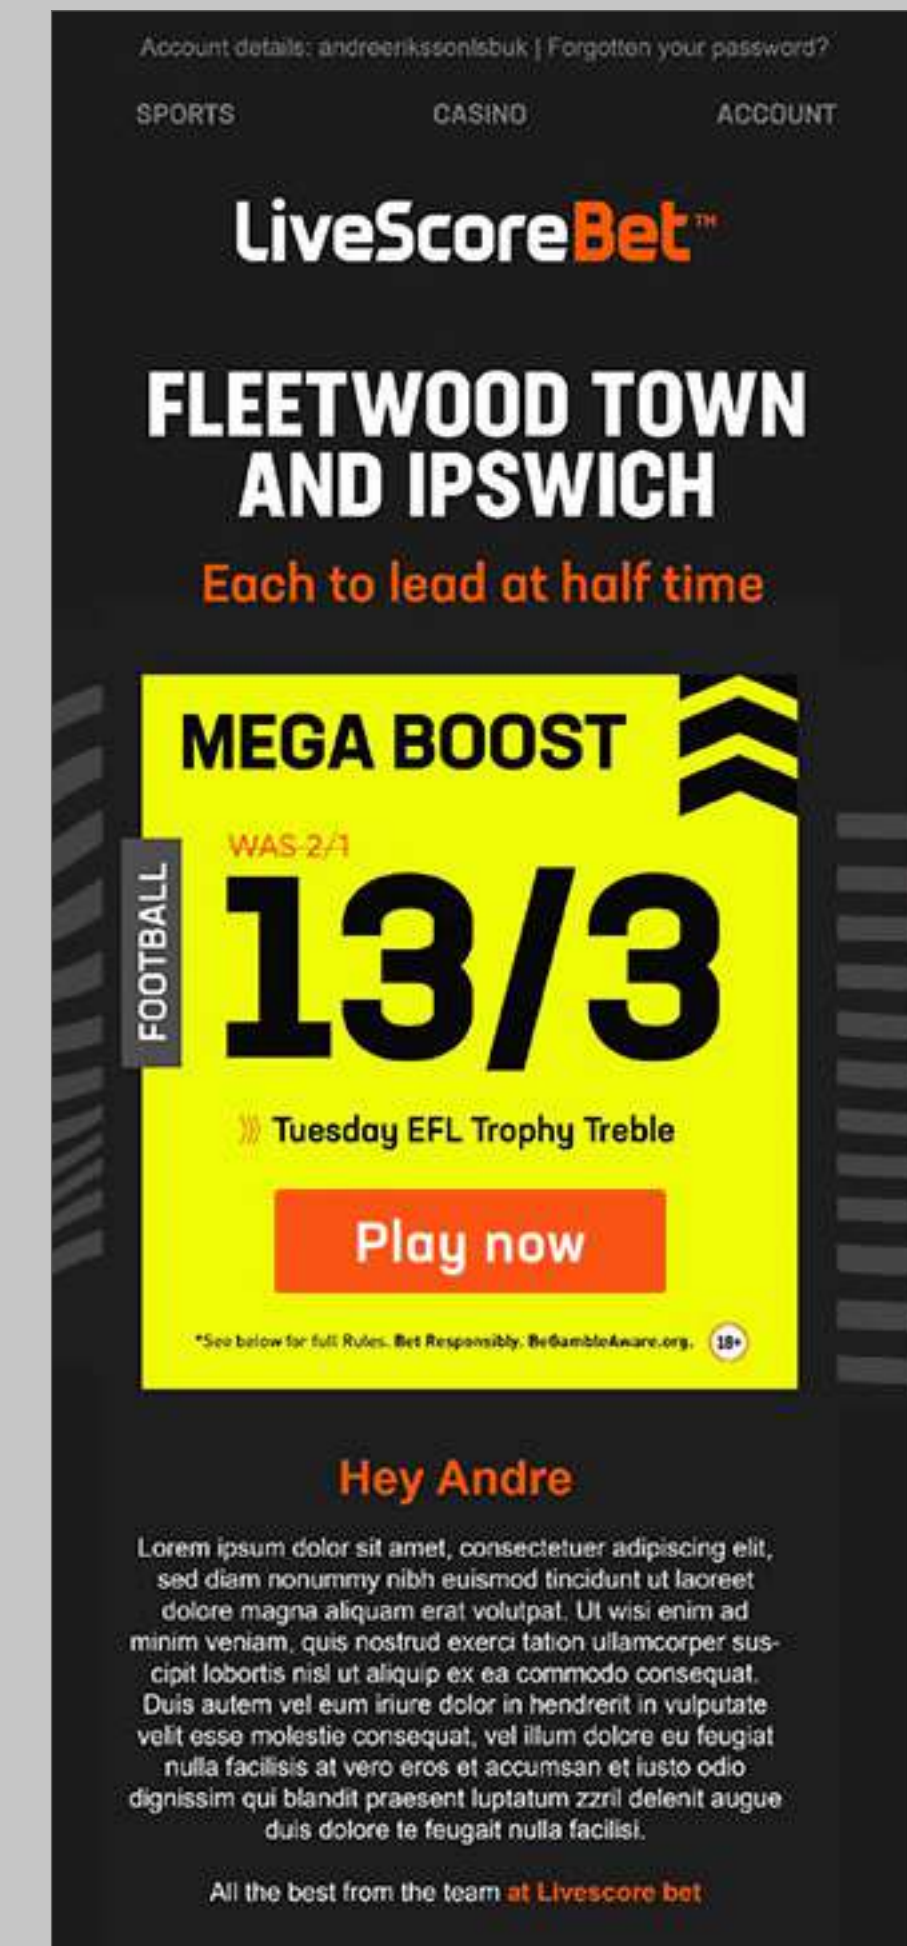 Account details: andreerikssonlsbuk | Forgotten your password?
SPORTS CASINO ACCOUNT
LiveScoreBet™
FLEETWOOD TOWN
AND IPSWICH
Each to lead at half time
MEGA BOOST
WAS 2/1
13/3
FOOTBALL
Tuesday EFL Trophy Treble
Play now
*See below for full Rules. Bet Responsibly. BeGambleAware.org. 18+
Hey Andre
Lorem ipsum dolor sit amet, consectetuer adipiscing elit,
sed diam nonummy nibh euismod tincidunt ut laoreet
dolore magna aliquam erat volutpat. Ut wisi enim ad
minim veniam, quis nostrud exerci tation ullamcorper sus-
cipit lobortis nisl ut aliquip ex ea commodo consequat.
Duis autem vel eum iriure dolor in hendrerit in vulputate
velit esse molestie consequat, vel illum dolore eu feugiat
nulla facilisis at vero eros et accumsan et iusto odio
dignissim qui blandit praesent luptatum zzril delenit augue
duis dolore te feugait nulla facilisi.
All the best from the team at Livescore bet